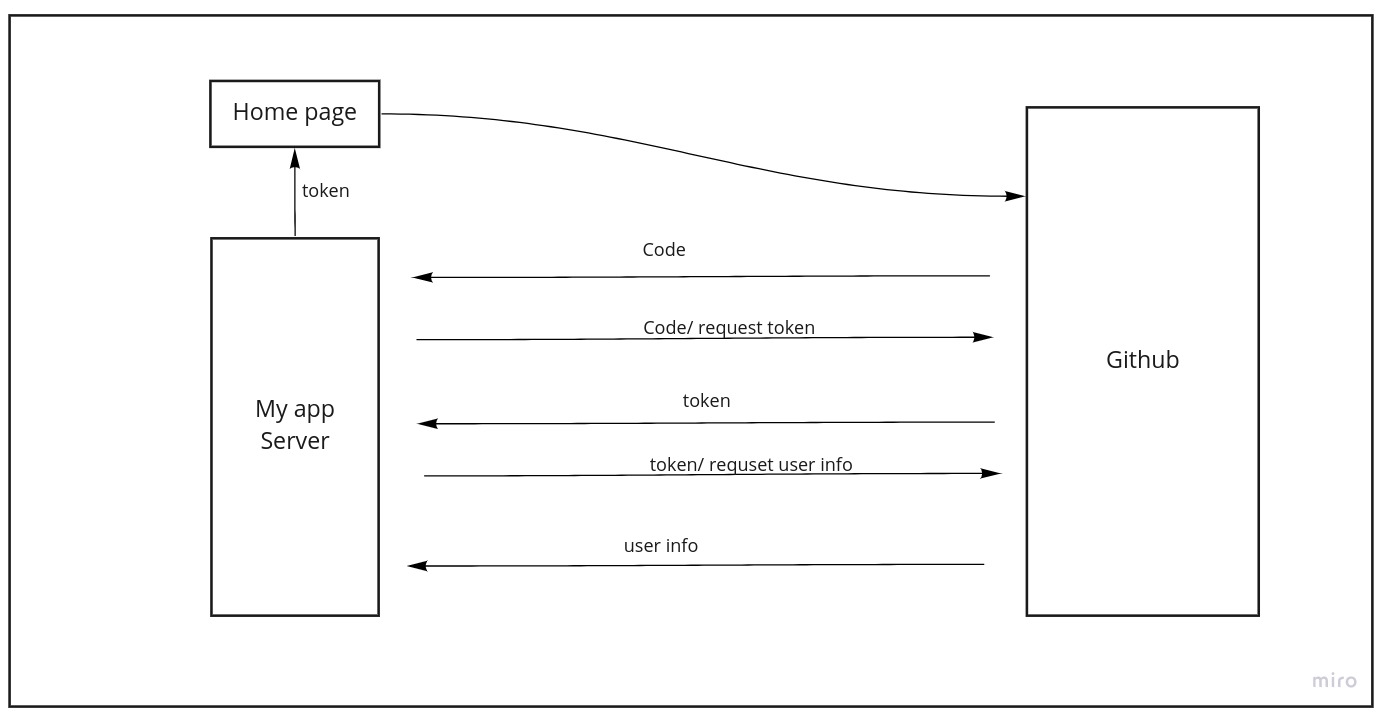 Home page
token
Code
Code/ request token
Github
token
My app
Server
token/ requset user info
user info
miro